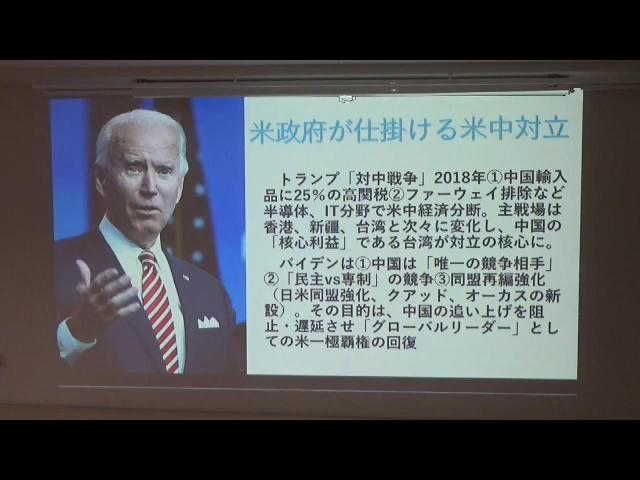 米政府が仕掛ける米中対立
トランプ「対中戦争」2018年①中国輸入
品に25%の高関税②ファーウェイ排除など
半導体、IT分野で米中経済分断。主戦場は
香港、新疆、台湾と次々に変化し、中国の
「核心利益」である台湾が対立の核心に。
バイデンは①中国は「唯一の競争相手」
②「民主vs専制」の競争③同盟再編強化
（日米同盟強化、クアッド、オーカスの新
設）。その目的は、中国の追い上げを阻
止・遅延させ「グローバルリーダー」とし
ての米一極覇権の回復